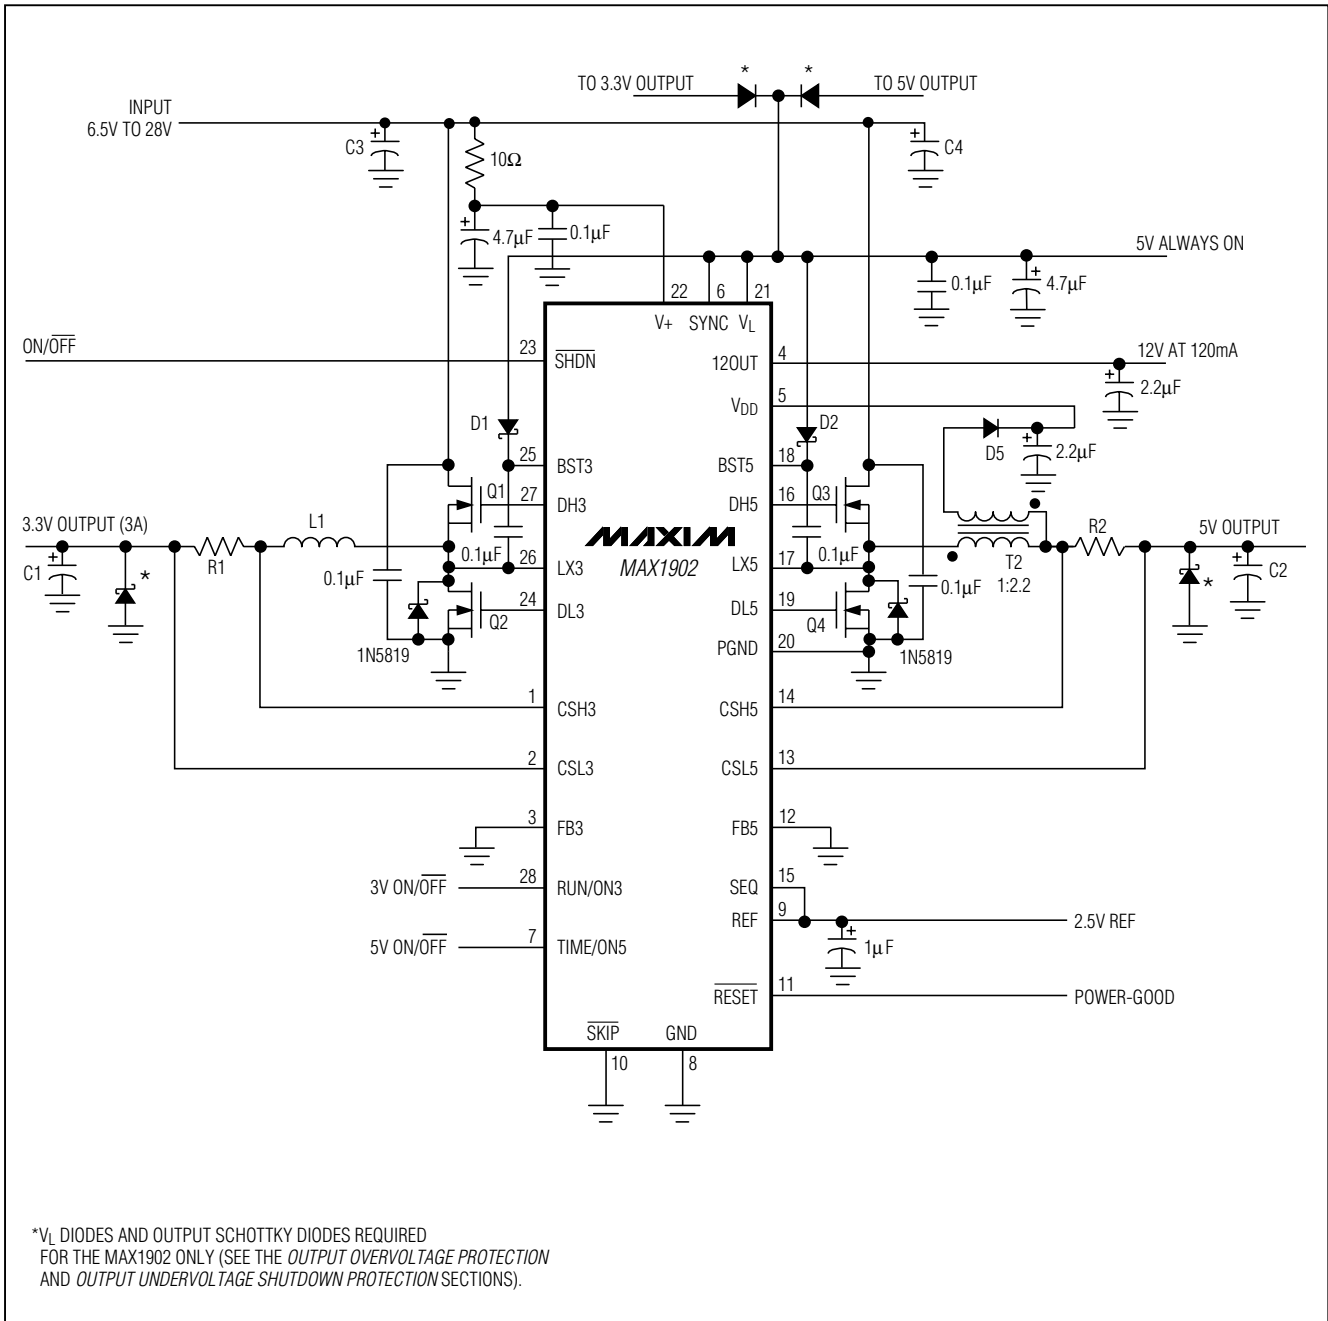 TO 3.3V OUTPUT * * TO 5V OUTPUT
INPUT
6.5V TO 28V
C3 + + C4
10Ω
+ 4.7µF 0.1µF
5V ALWAYS ON
0.1µF + 4.7µF
22 6 21
V+ SYNC VL
ON/OFF 23 SHDN
12OUT 4 12V AT 120mA
+ 2.2µF
VDD 5
D1 D2
D5 + 2.2µF
25 BST3 BST5 18
Q1 27 DH3 DH5 16 Q3
3.3V OUTPUT (3A) L1 R2 5V OUTPUT
MAXIM
MAX1902
+ C1 * R1 0.1µF 0.1µF 26 LX3 LX5 17 0.1µF 0.1µF T2 1:2.2 * + C2
24 DL3 DL5 19
Q2 Q4
1N5819 PGND 20 1N5819
1 CSH3 CSH5 14
2 CSL3 CSL5 13
3 FB3 FB5 12
3V ON/OFF 28 RUN/ON3 SEQ 15
REF 9 2.5V REF
5V ON/OFF 7 TIME/ON5 + 1µF
RESET 11 POWER-GOOD
SKIP GND
10 8
*VL DIODES AND OUTPUT SCHOTTKY DIODES REQUIRED
FOR THE MAX1902 ONLY (SEE THE OUTPUT OVERVOLTAGE PROTECTION
AND OUTPUT UNDERVOLTAGE SHUTDOWN PROTECTION SECTIONS).